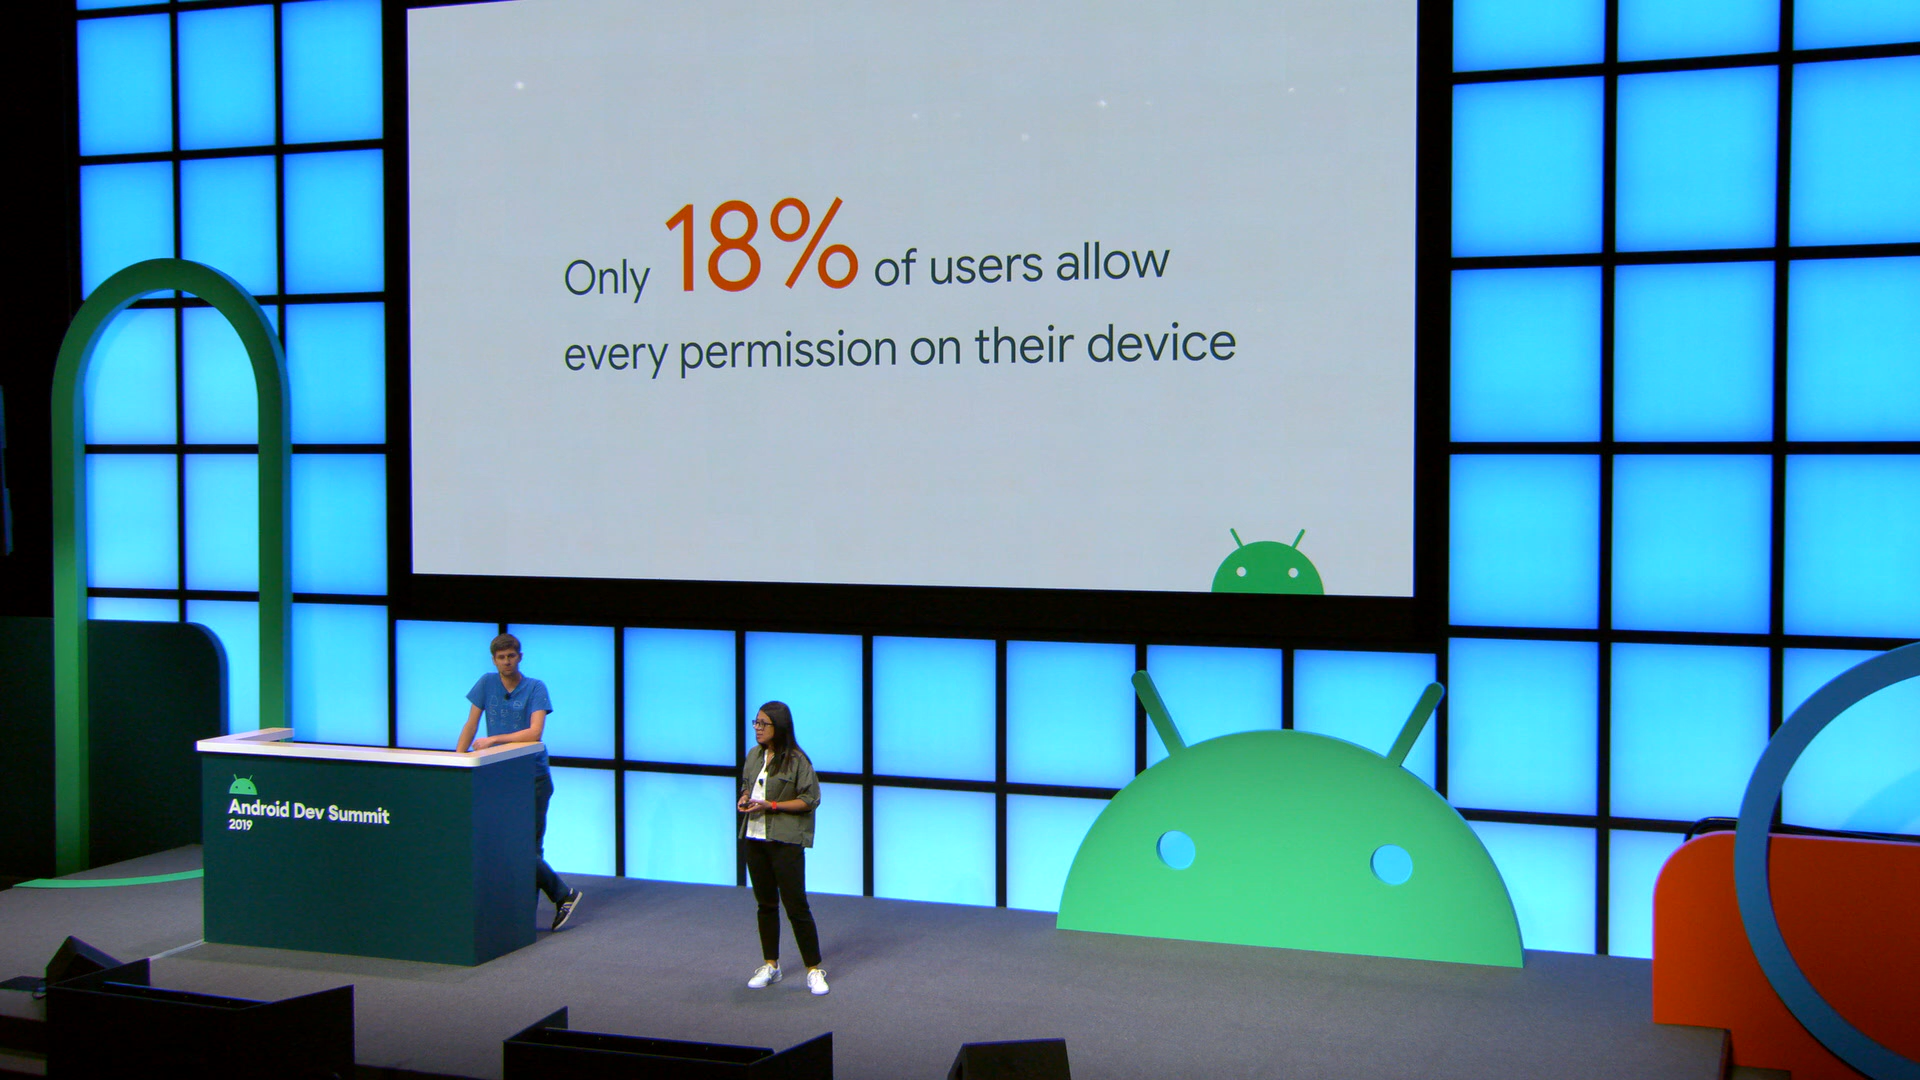 Only 18% of users allow
every permission on their device
Android Dev Summit
2019